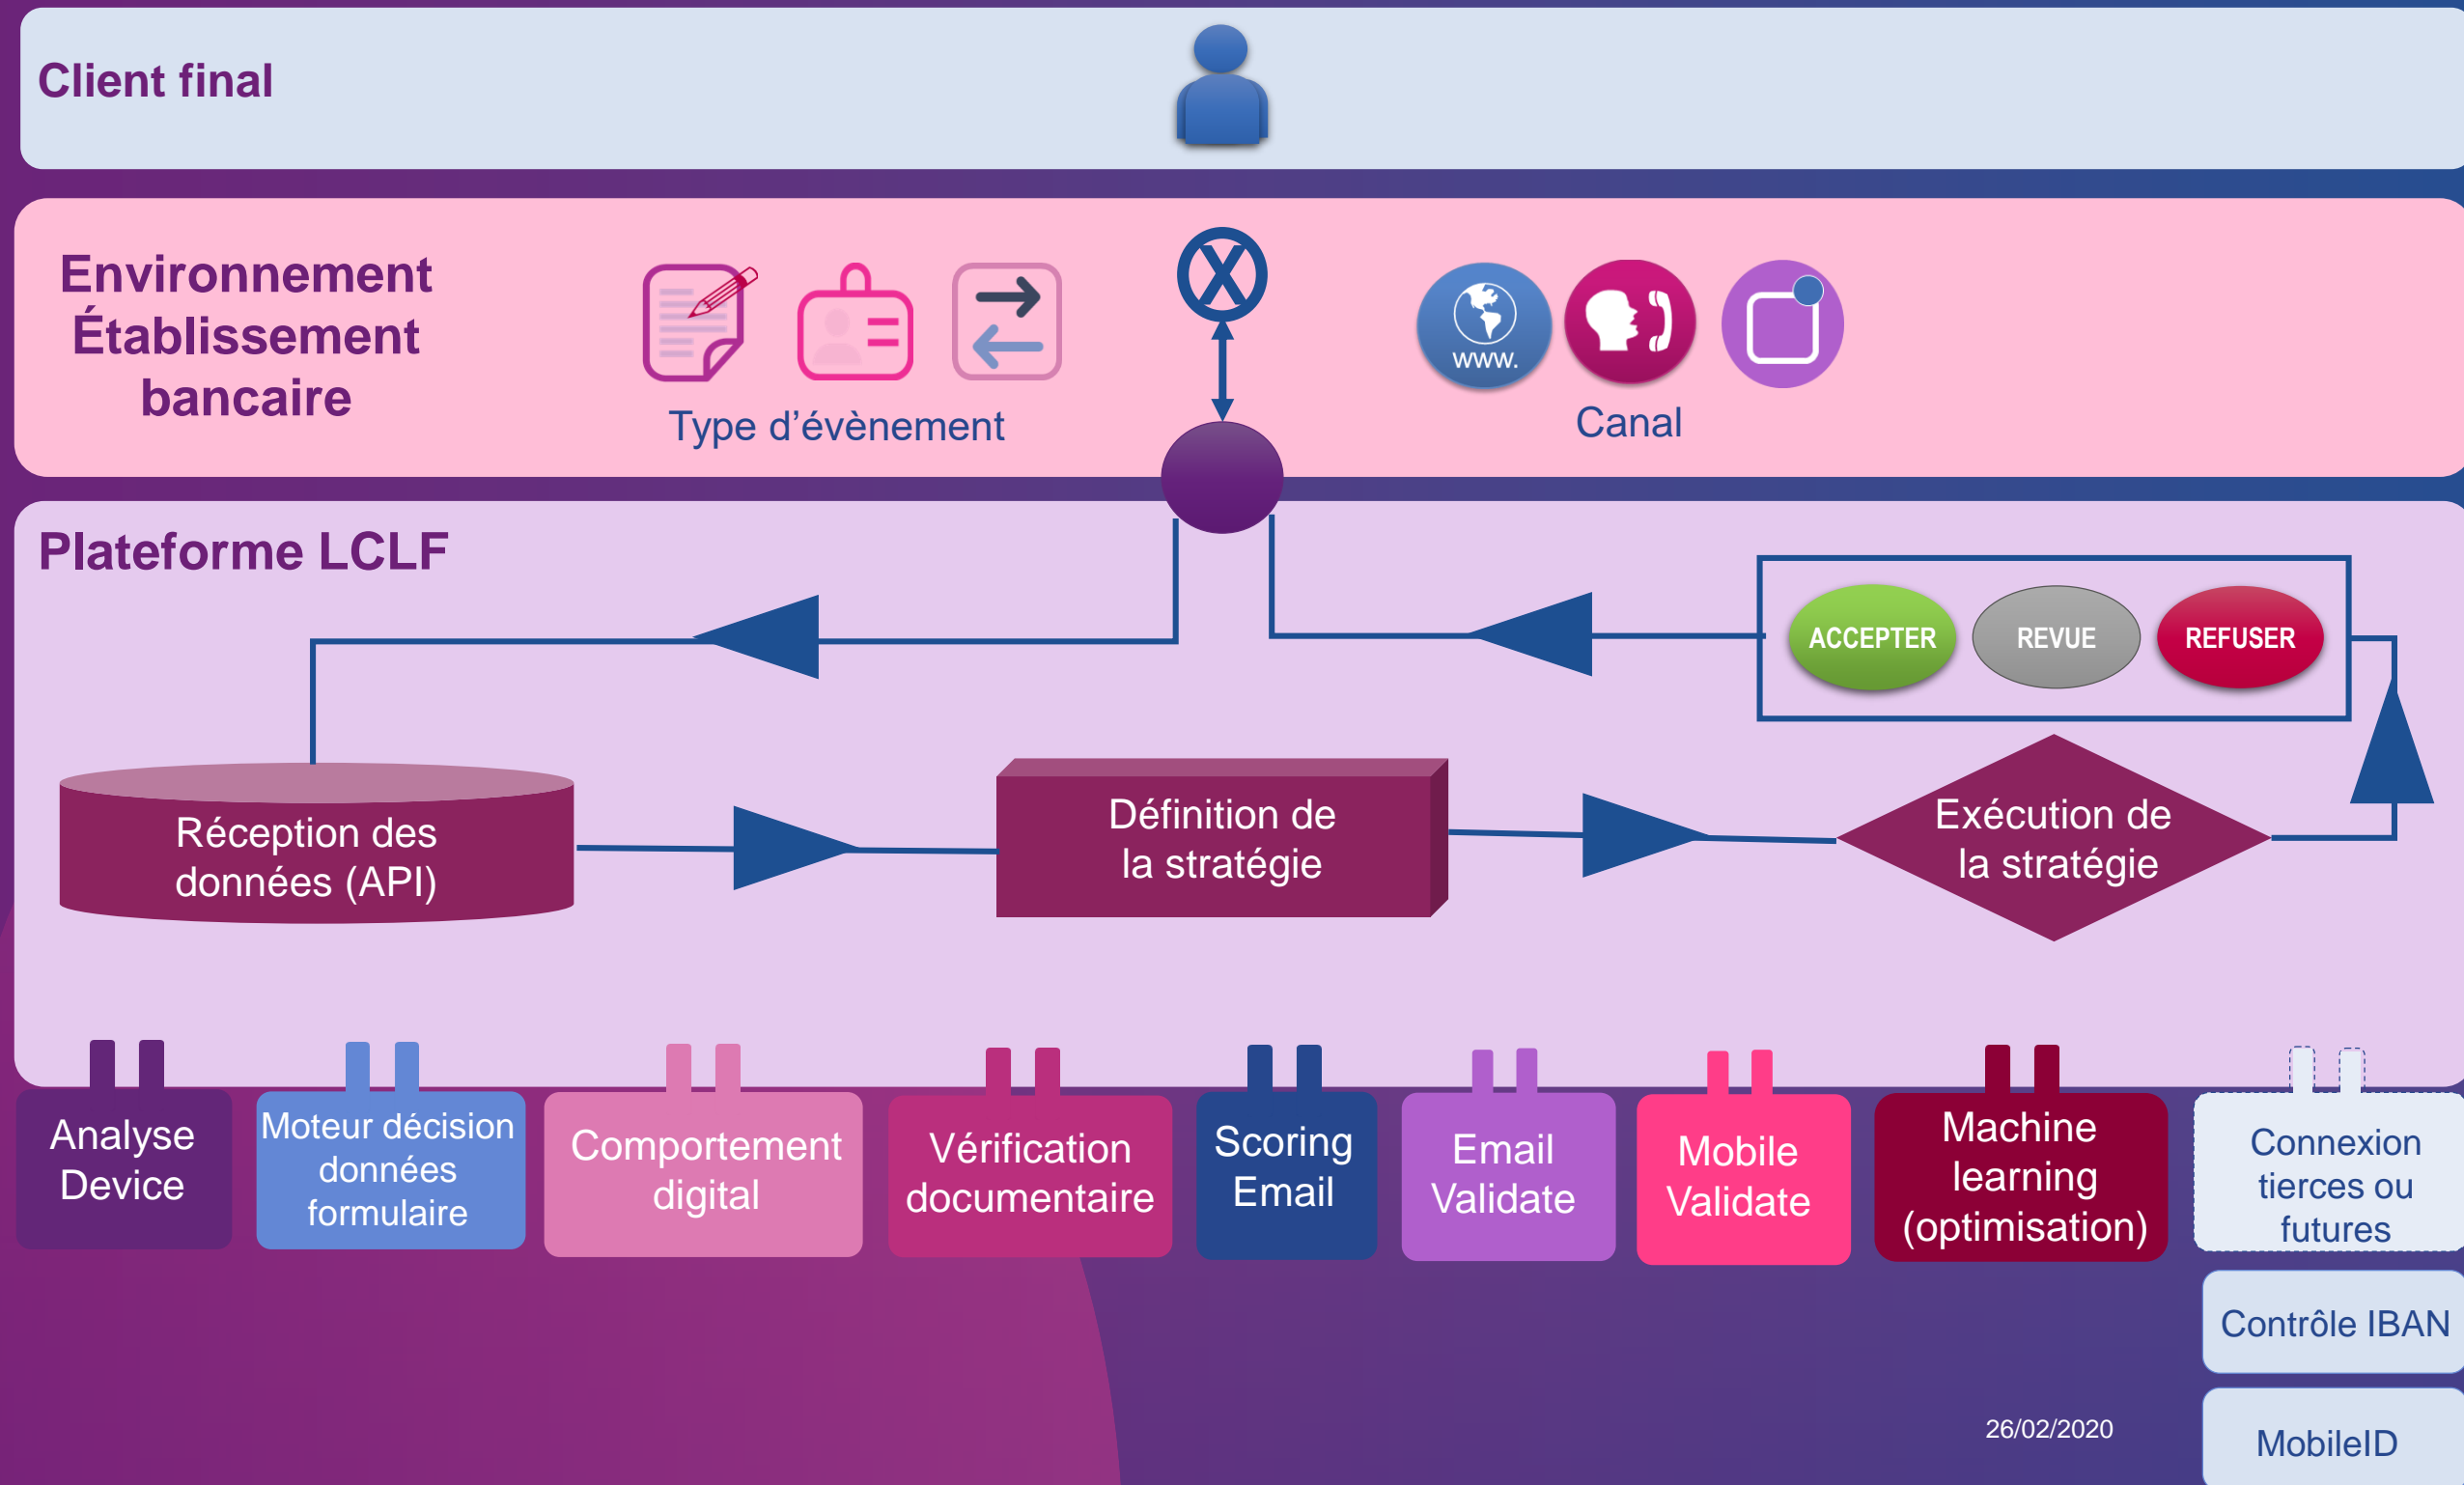 Client final
Environnement
Établissement
bancaire
X
Type d’évènement
WWW.
Canal
Plateforme LCLF
ACCEPTER
REVUE
REFUSER
Réception des
données (API)
Définition de
la stratégie
Exécution de
la stratégie
Analyse
Device
Moteur décision
données
formulaire
Comportement
digital
Vérification
documentaire
Scoring
Email
Email
Validate
Mobile
Validate
Machine
learning
(optimisation)
Connexion
tierces ou
futures
Contrôle IBAN
26/02/2020
MobileID